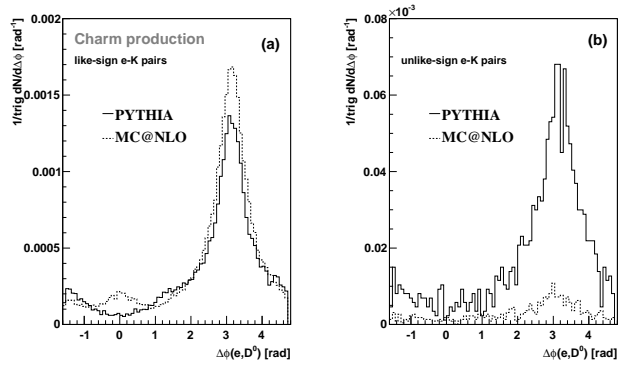 0.002
Charm production
(a)
like-sign e-K pairs
0.0015
PYTHIA
MC@NLO
0.001
0.0005
0
-1 0 1 2 3 4
Δϕ(e,D⁰) [rad]
1/trig dN/dΔϕ [rad⁻¹]
0.08 ×10⁻³
(b)
unlike-sign e-K pairs
0.06
PYTHIA
MC@NLO
0.04
0.02
0
-1 0 1 2 3 4
Δϕ(e,D⁰) [rad]
1/trig dN/dΔϕ [rad⁻¹]